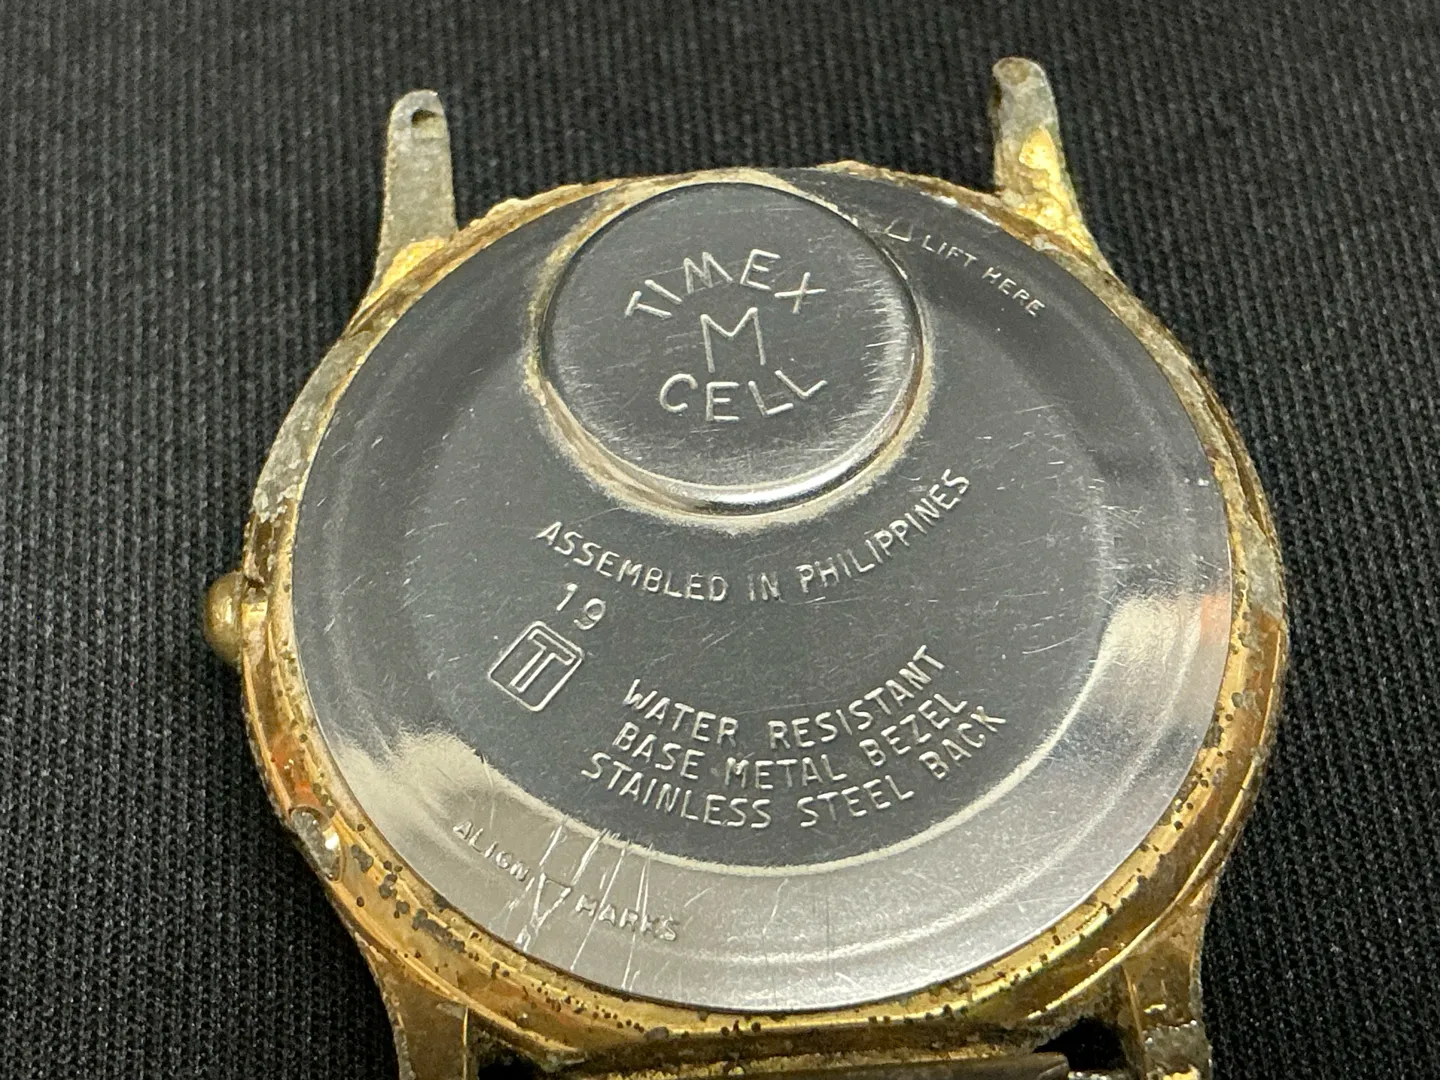 TIMEX
M
CELL
△ LIFT HERE
ASSEMBLED IN PHILIPPINES
19
T
WATER RESISTANT
BASE METAL BEZEL
STAINLESS STEEL BACK
ALIGN ▽ MARKS